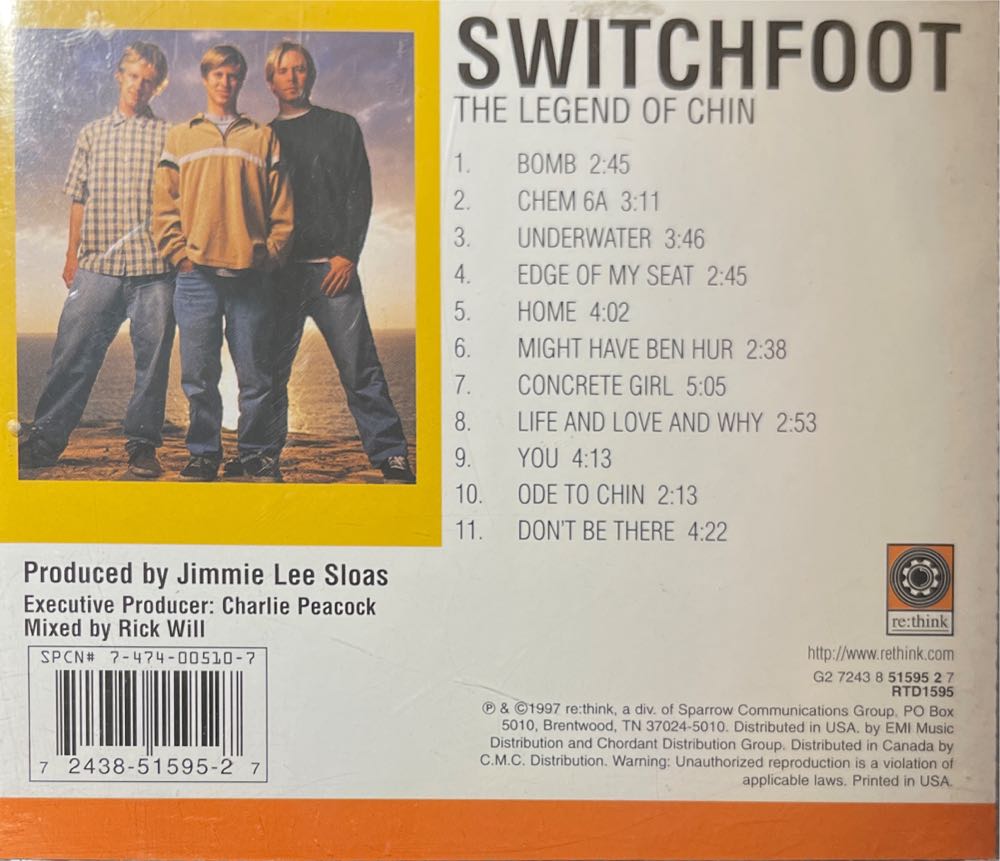 SWITCHFOOT
THE LEGEND OF CHIN
1. BOMB 2:45
2. CHEM 6A 3:11
3. UNDERWATER 3:46
4. EDGE OF MY SEAT 2:45
5. HOME 4:02
6. MIGHT HAVE BEN HUR 2:38
7. CONCRETE GIRL 5:05
8. LIFE AND LOVE AND WHY 2:53
9. YOU 4:13
10. ODE TO CHIN 2:13
11. DON'T BE THERE 4:22
Produced by Jimmie Lee Sloas
Executive Producer: Charlie Peacock
Mixed by Rick Will
SPCN# 7-474-00510-7
7 2438-51595-2 7
re:think
http://www.rethink.com
G2 7243 8 51595 2 7
RTD1595
℗ & ©1997 re:think, a div. of Sparrow Communications Group, PO Box
5010, Brentwood, TN 37024-5010. Distributed in USA. by EMI Music
Distribution and Chordant Distribution Group. Distributed in Canada by
C.M.C. Distribution. Warning: Unauthorized reproduction is a violation of
applicable laws. Printed in USA.